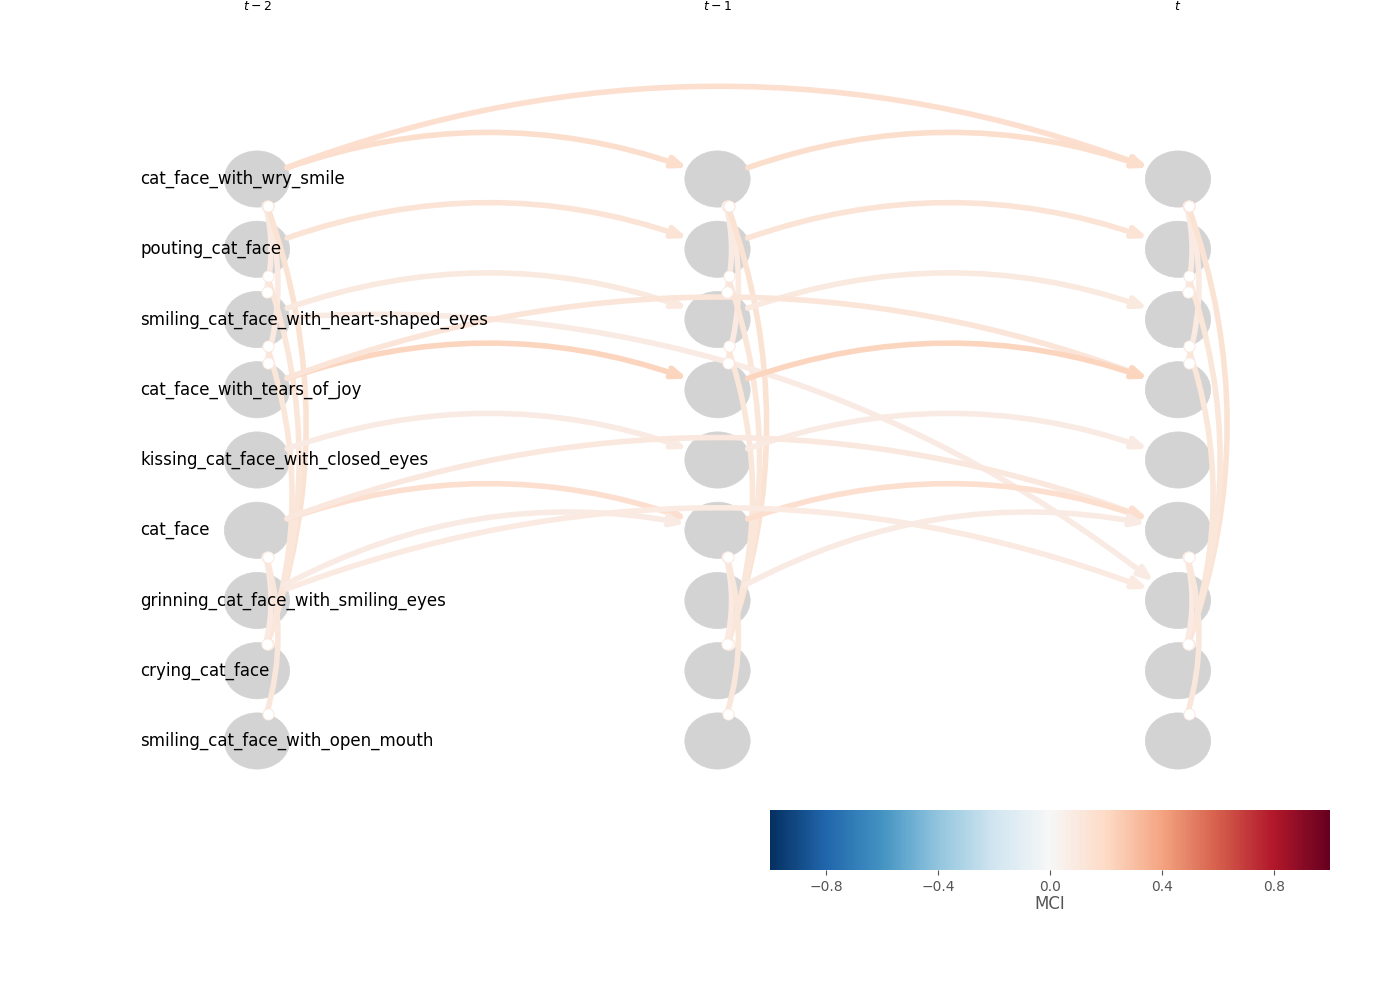 t − 2 t − 1 t
cat_face_with_wry_smile
pouting_cat_face
smiling_cat_face_with_heart-shaped_eyes
cat_face_with_tears_of_joy
kissing_cat_face_with_closed_eyes
cat_face
grinning_cat_face_with_smiling_eyes
crying_cat_face
smiling_cat_face_with_open_mouth
−0.8 −0.4 0.0 0.4 0.8
MCI